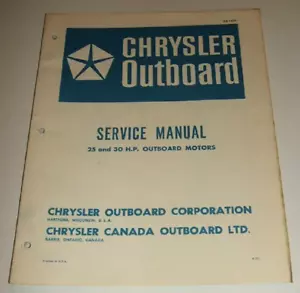 CHRYSLER
Outboard
SERVICE MANUAL
25 and 30 H.P. OUTBOARD MOTORS
CHRYSLER OUTBOARD CORPORATION
HARTFORD, WISCONSIN, U.S.A.
CHRYSLER CANADA OUTBOARD LTD.
BARRIE, ONTARIO, CANADA